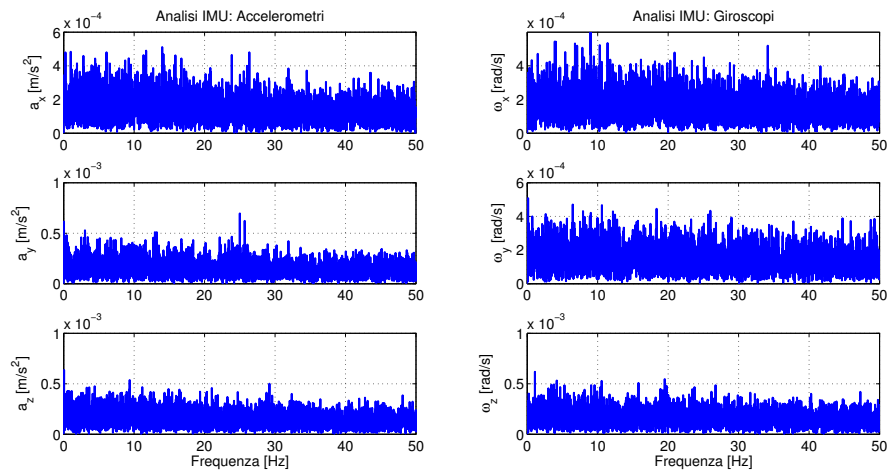 Analisi IMU: Accelerometri
x 10⁻⁴
a_x [m/s²]
6
4
2
0
0 10 20 30 40 50
x 10⁻³
a_y [m/s²]
1
0.5
0
0 10 20 30 40 50
x 10⁻³
a_z [m/s²]
1
0.5
0
0 10 20 30 40 50
Frequenza [Hz]
Analisi IMU: Giroscopi
x 10⁻⁴
ω_x [rad/s]
6
4
2
0
0 10 20 30 40 50
x 10⁻⁴
ω_y [rad/s]
6
4
2
0
0 10 20 30 40 50
x 10⁻³
ω_z [rad/s]
1
0.5
0
0 10 20 30 40 50
Frequenza [Hz]